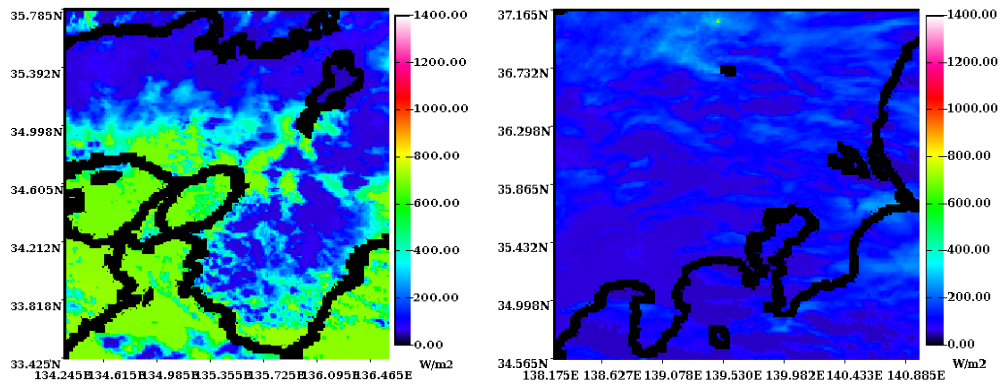 35.785N
35.392N
34.998N
34.605N
34.212N
33.818N
33.425N
134.245E 134.615E 134.985E 135.355E 135.725E 136.095E 136.465E
1400.00
1200.00
1000.00
800.00
600.00
400.00
200.00
0.00
W/m2
37.165N
36.732N
36.298N
35.865N
35.432N
34.998N
34.565N
138.175E 138.627E 139.078E 139.530E 139.982E 140.433E 140.885E
1400.00
1200.00
1000.00
800.00
600.00
400.00
200.00
0.00
W/m2